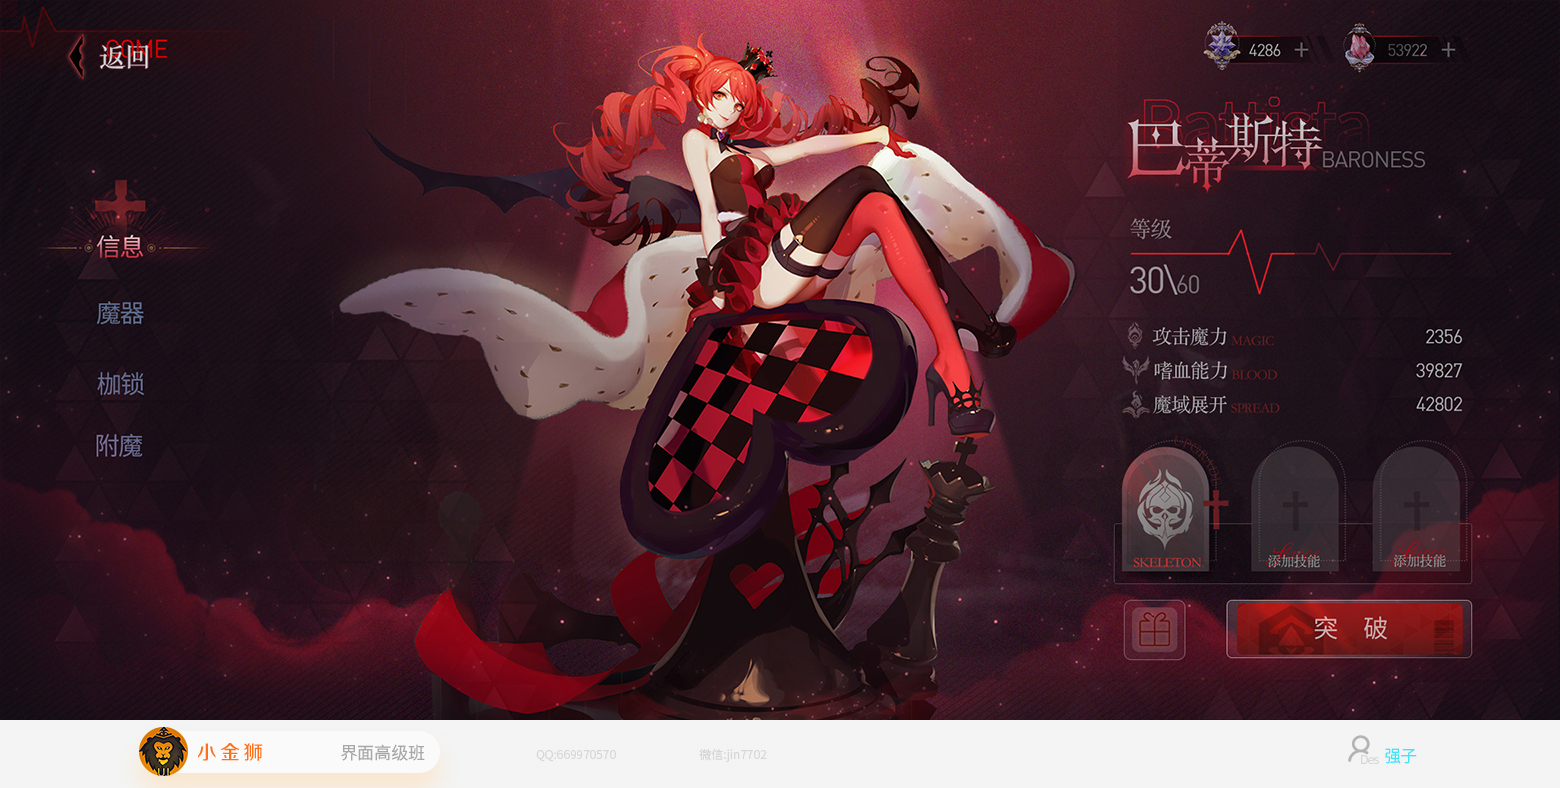 COME
返回
4286
53922
Battista
巴蒂斯特 BARONESS
信息
魔器
枷锁
附魔
等级
30\60
攻击魔力 MAGIC 2356
嗜血能力 BLOOD 39827
魔域展开 SPREAD 42802
UPGRADE
SKELETON
添加技能
添加技能
突 破
小金狮
界面高级班
QQ:669970570
微信:jin7702
Des 强子